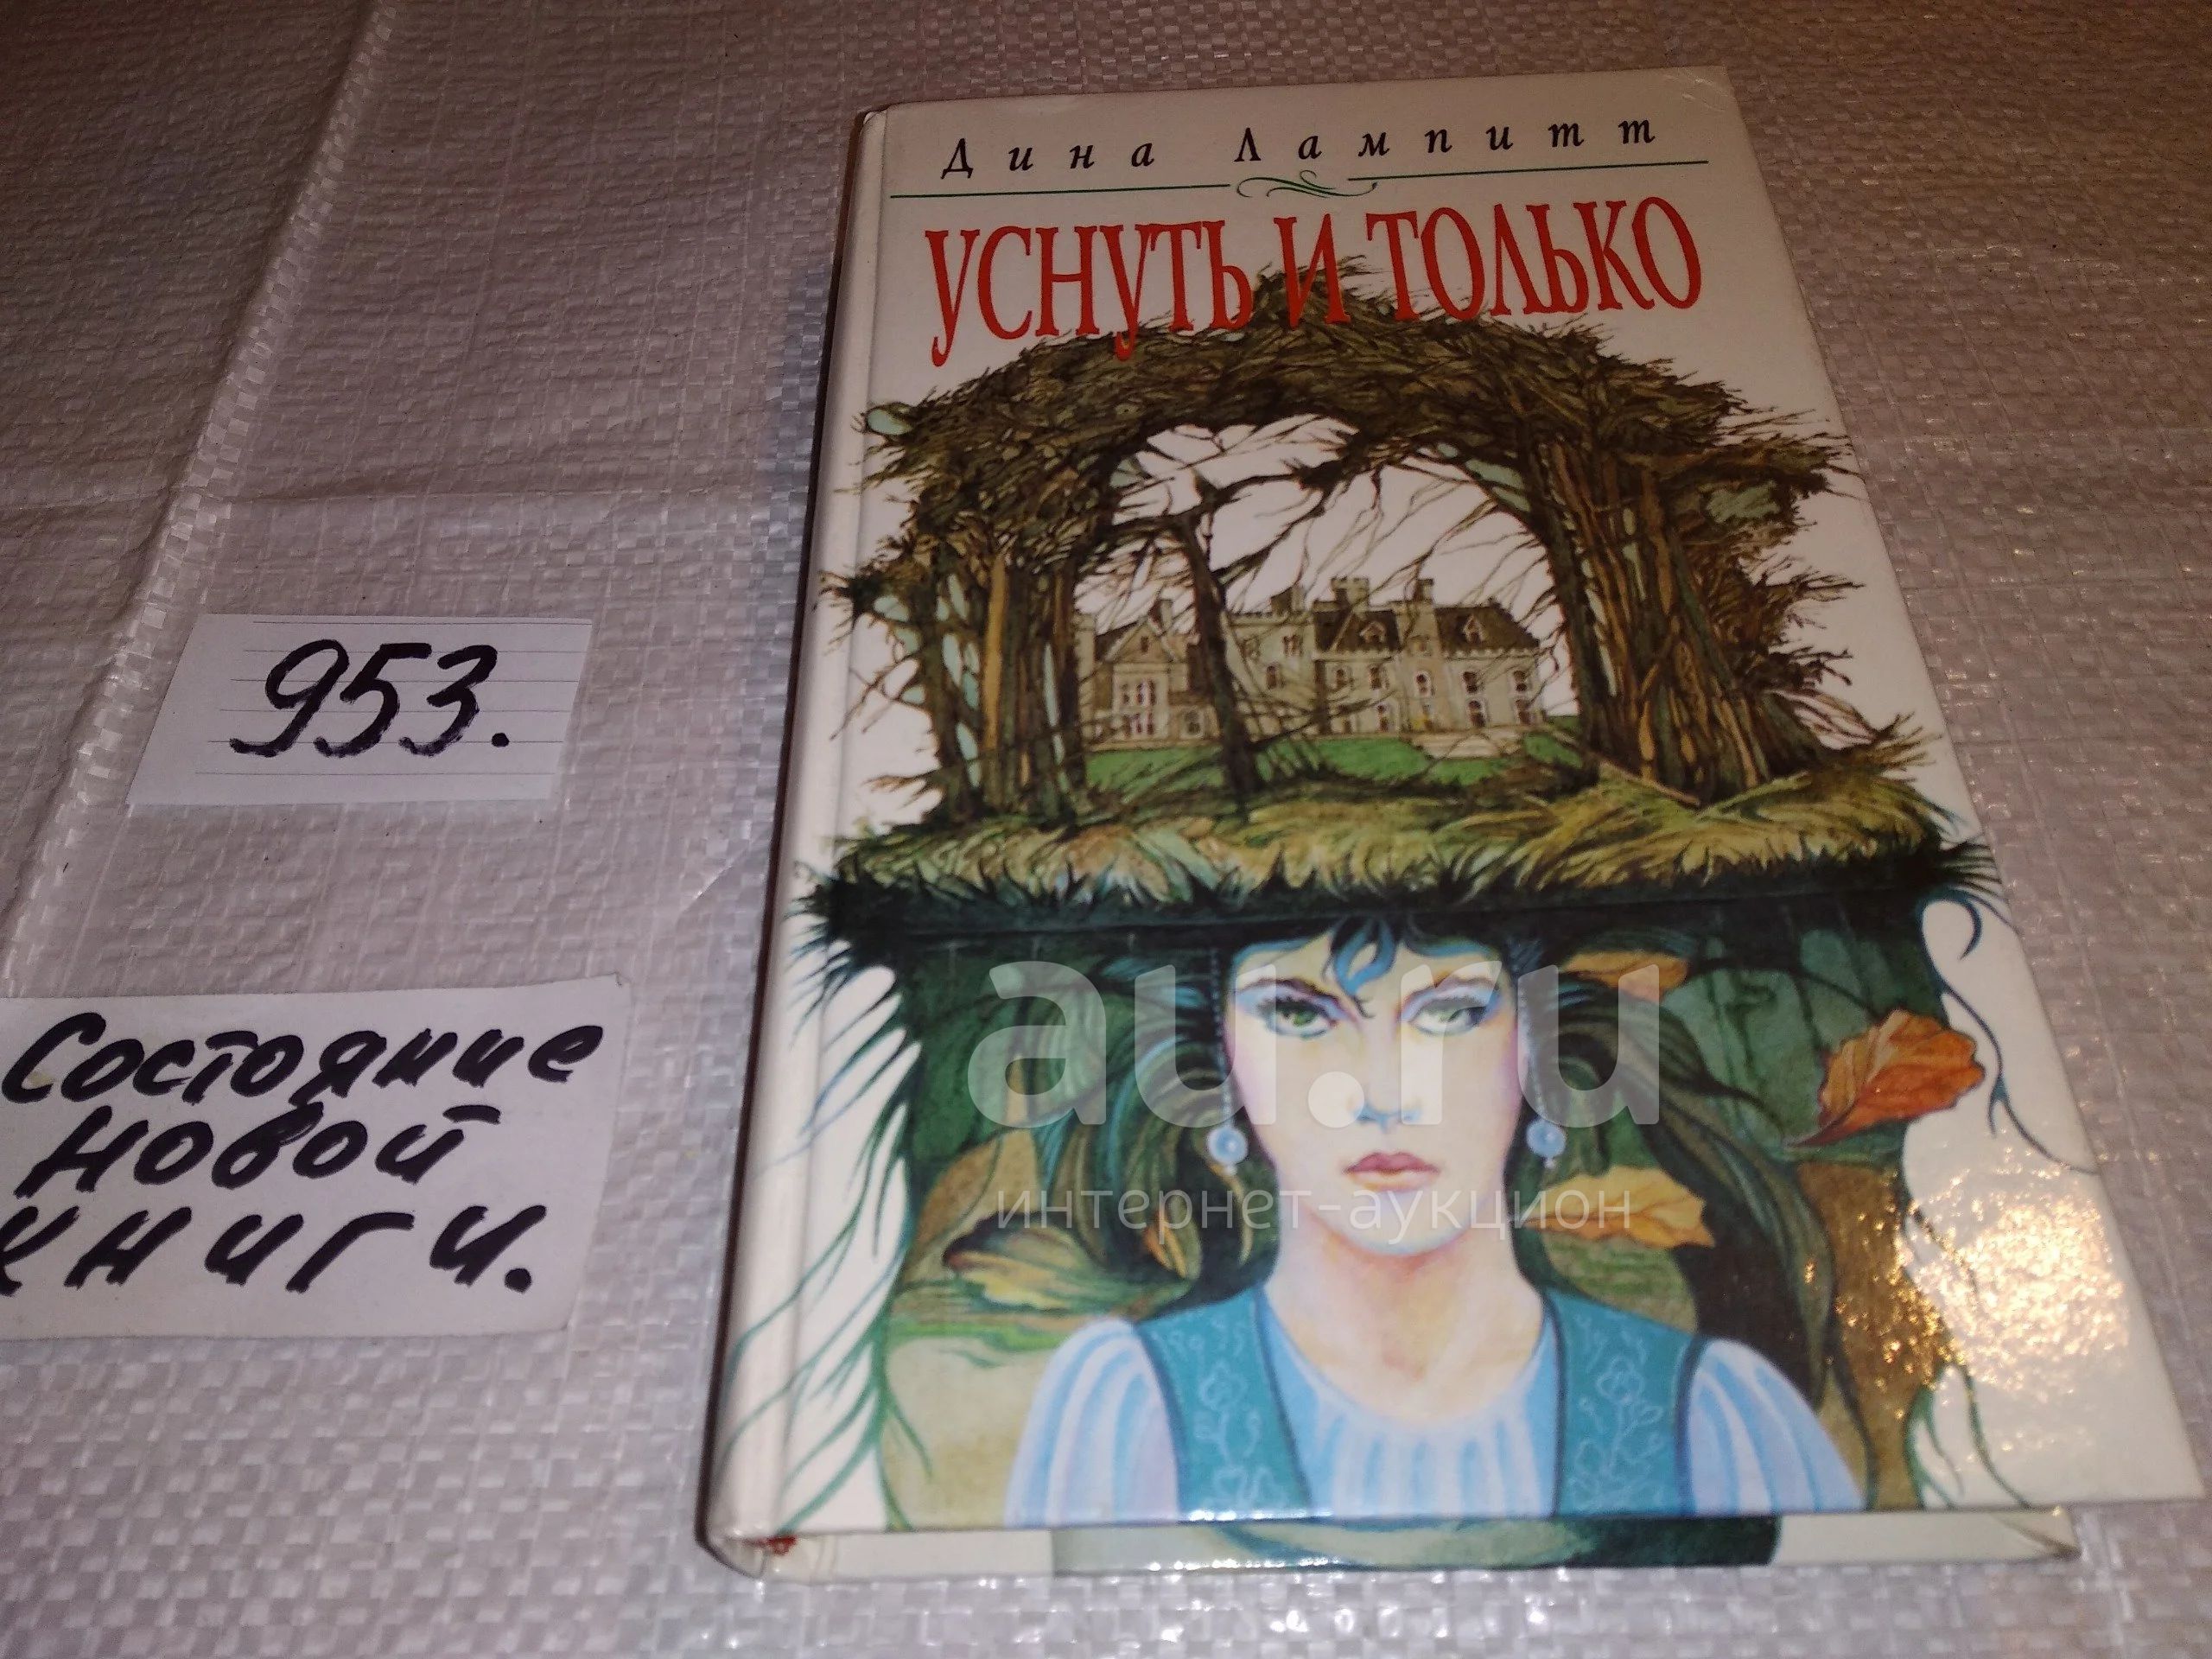 Дина Лампитт
УСНУТЬ И ТОЛЬКО
953.
Состояние
новой
книги.
au.ru
интернет-аукцион